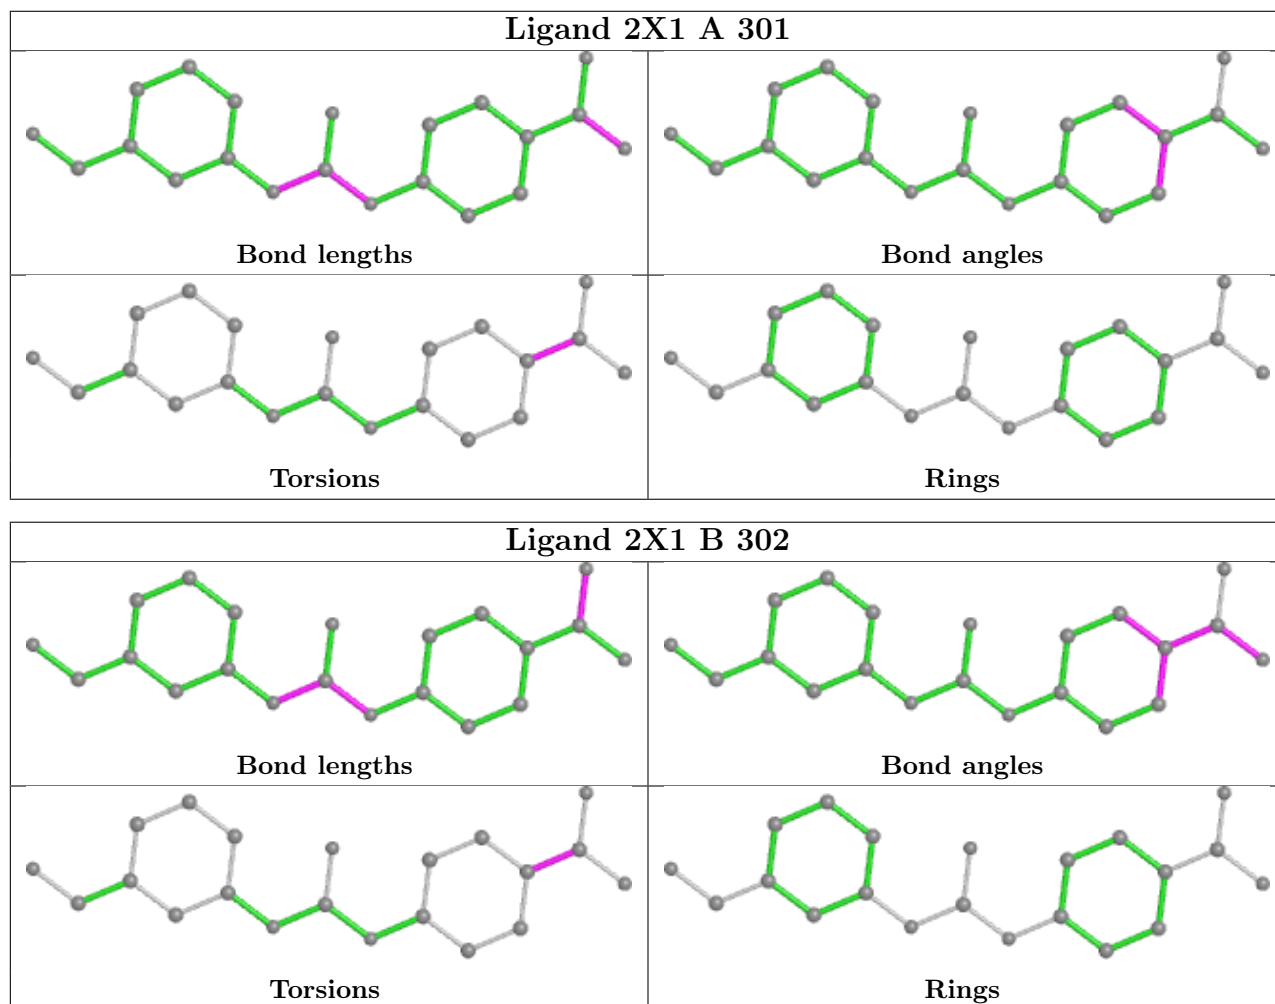 Ligand 2X1 A 301
Bond lengths
Bond angles
Torsions
Rings
Ligand 2X1 B 302
Bond lengths
Bond angles
Torsions
Rings